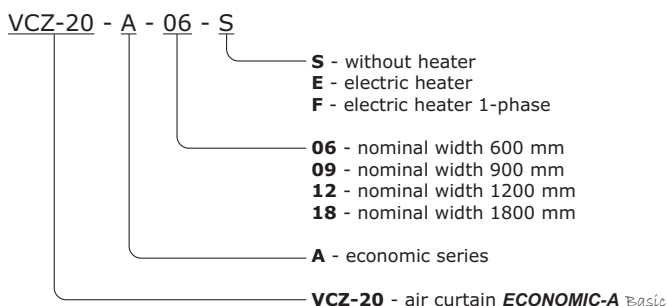 VCZ-20 - A - 06 - S
S - without heater
E - electric heater
F - electric heater 1-phase
06 - nominal width 600 mm
09 - nominal width 900 mm
12 - nominal width 1200 mm
18 - nominal width 1800 mm
A - economic series
VCZ-20 - air curtain ECONOMIC-A Basic